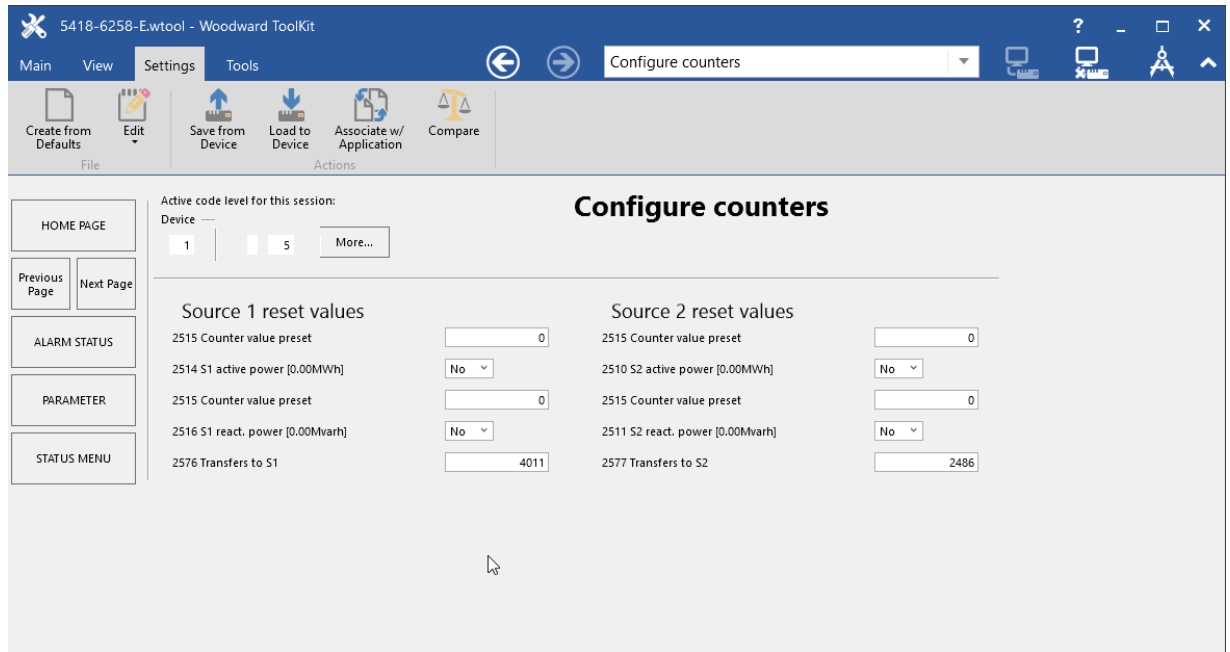 5418-6258-E.wtool - Woodward ToolKit
?
Main View Settings Tools
Configure counters
Create from Defaults
Edit
Save from Device
Load to Device
Associate w/ Application
Compare
File
Actions
HOME PAGE
Previous Page
Next Page
ALARM STATUS
PARAMETER
STATUS MENU
Active code level for this session:
Device
1 5 More...
Configure counters
Source 1 reset values
2515 Counter value preset 0
2514 S1 active power [0.00MWh] No
2515 Counter value preset 0
2516 S1 react. power [0.00Mvarh] No
2576 Transfers to S1 4011
Source 2 reset values
2515 Counter value preset 0
2510 S2 active power [0.00MWh] No
2515 Counter value preset 0
2511 S2 react. power [0.00Mvarh] No
2577 Transfers to S2 2486